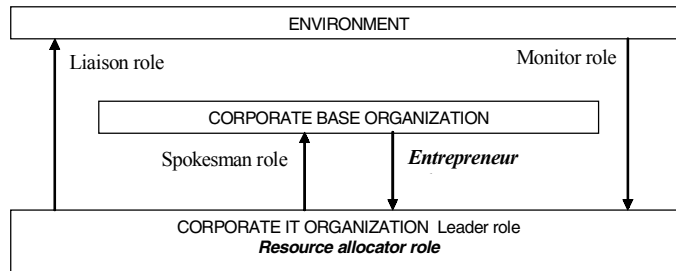 ENVIRONMENT
Liaison role
Monitor role
CORPORATE BASE ORGANIZATION
Spokesman role
Entrepreneur
CORPORATE IT ORGANIZATION Leader role
Resource allocator role